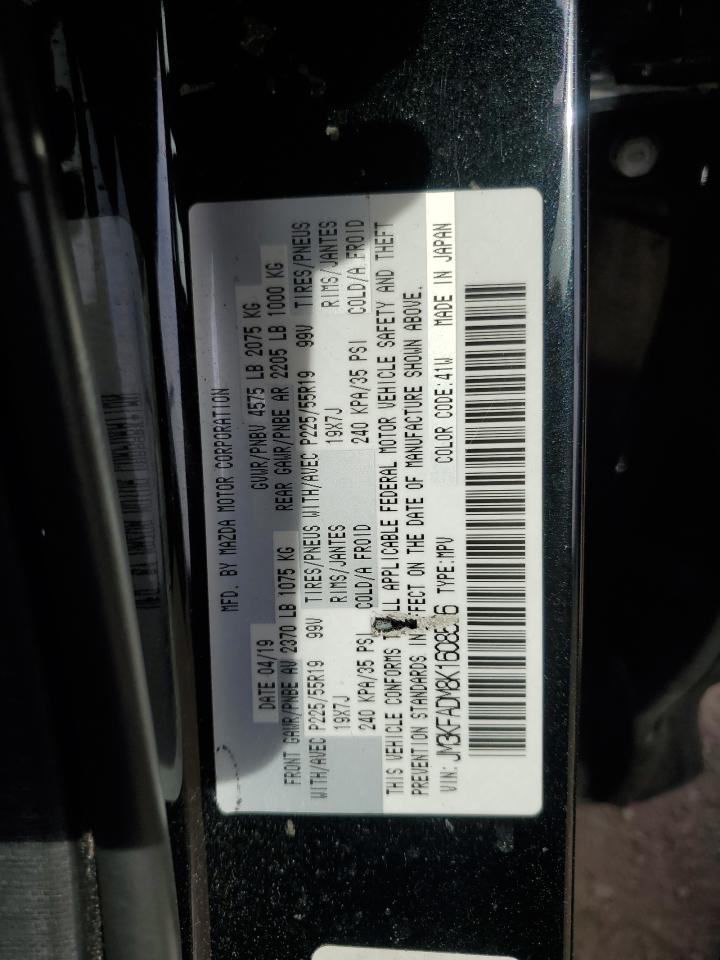 MFD. BY MAZDA MOTOR CORPORATION
DATE 04/19 GVWR/PNBV 4575 LB 2075 KG
FRONT GAWR/PNBE AV 2370 LB 1075 KG REAR GAWR/PNBE AR 2205 LB 1000 KG
WITH/AVEC P225/55R19 99V TIRES/PNEUS WITH/AVEC P225/55R19 99V TIRES/PNEUS
19X7J RIMS/JANTES 19X7J RIMS/JANTES
240 KPA/35 PSI COLD/A FROID 240 KPA/35 PSI COLD/A FROID
THIS VEHICLE CONFORMS ALL APPLICABLE FEDERAL MOTOR VEHICLE SAFETY AND THEFT
PREVENTION STANDARDS IN EFFECT ON THE DATE OF MANUFACTURE SHOWN ABOVE.
VIN: TYPE:MPV COLOR CODE:41W MADE IN JAPAN